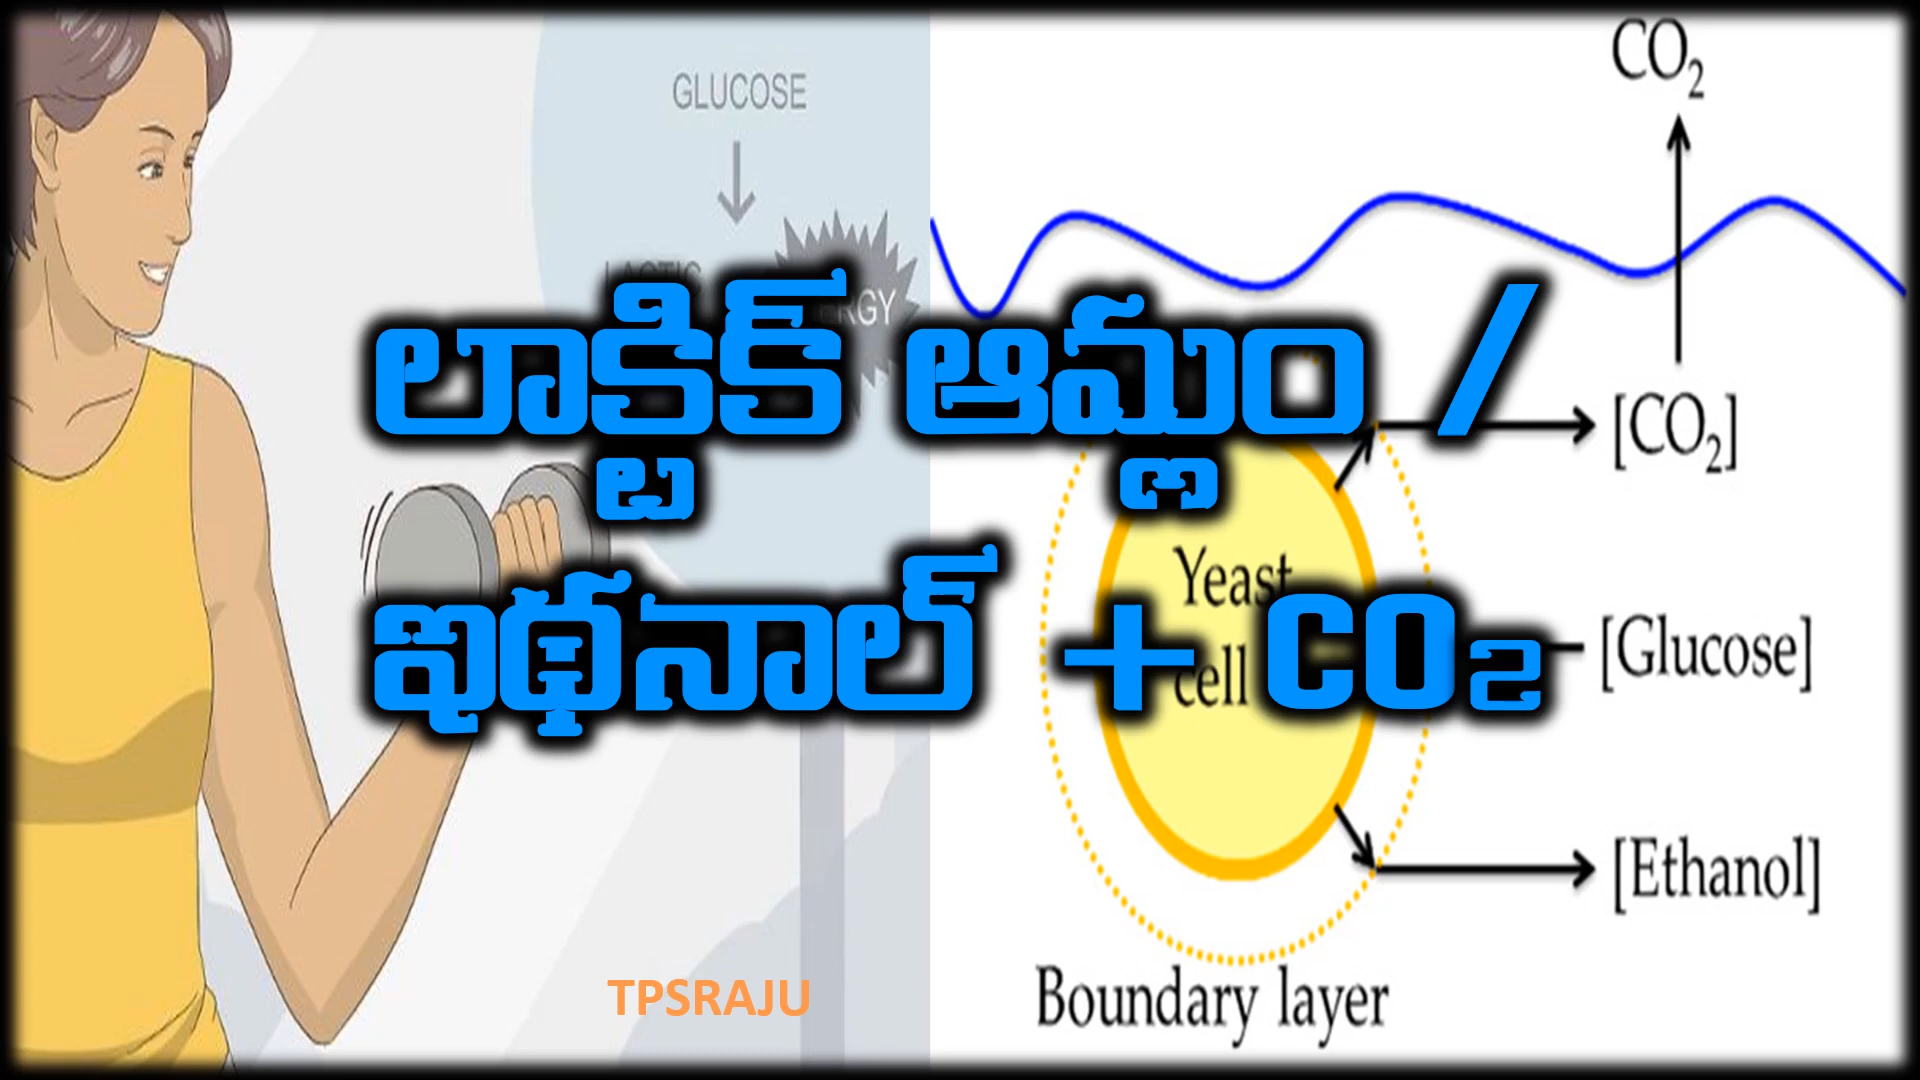 GLUCOSE
లాక్టిక్ ఆమ్లం /
ఇథనాల్ + CO₂
CO₂
[CO₂]
Yeast
cell
[Glucose]
[Ethanol]
Boundary layer
TPSRAJU